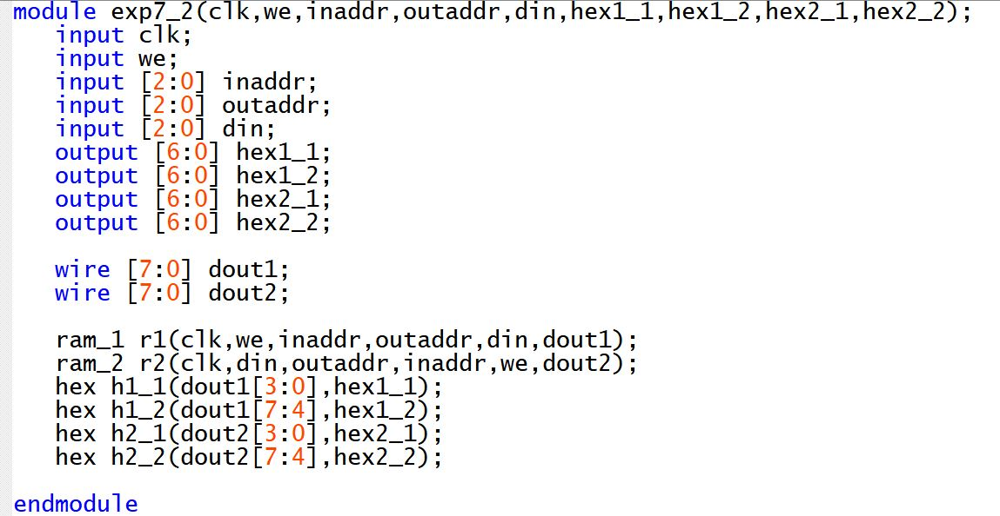 module exp7_2(clk,we,inaddr,outaddr,din,hex1_1,hex1_2,hex2_1,hex2_2);
input clk;
input we;
input [2:0] inaddr;
input [2:0] outaddr;
input [2:0] din;
output [6:0] hex1_1;
output [6:0] hex1_2;
output [6:0] hex2_1;
output [6:0] hex2_2;
wire [7:0] dout1;
wire [7:0] dout2;
ram_1 r1(clk,we,inaddr,outaddr,din,dout1);
ram_2 r2(clk,din,outaddr,inaddr,we,dout2);
hex h1_1(dout1[3:0],hex1_1);
hex h1_2(dout1[7:4],hex1_2);
hex h2_1(dout2[3:0],hex2_1);
hex h2_2(dout2[7:4],hex2_2);
endmodule